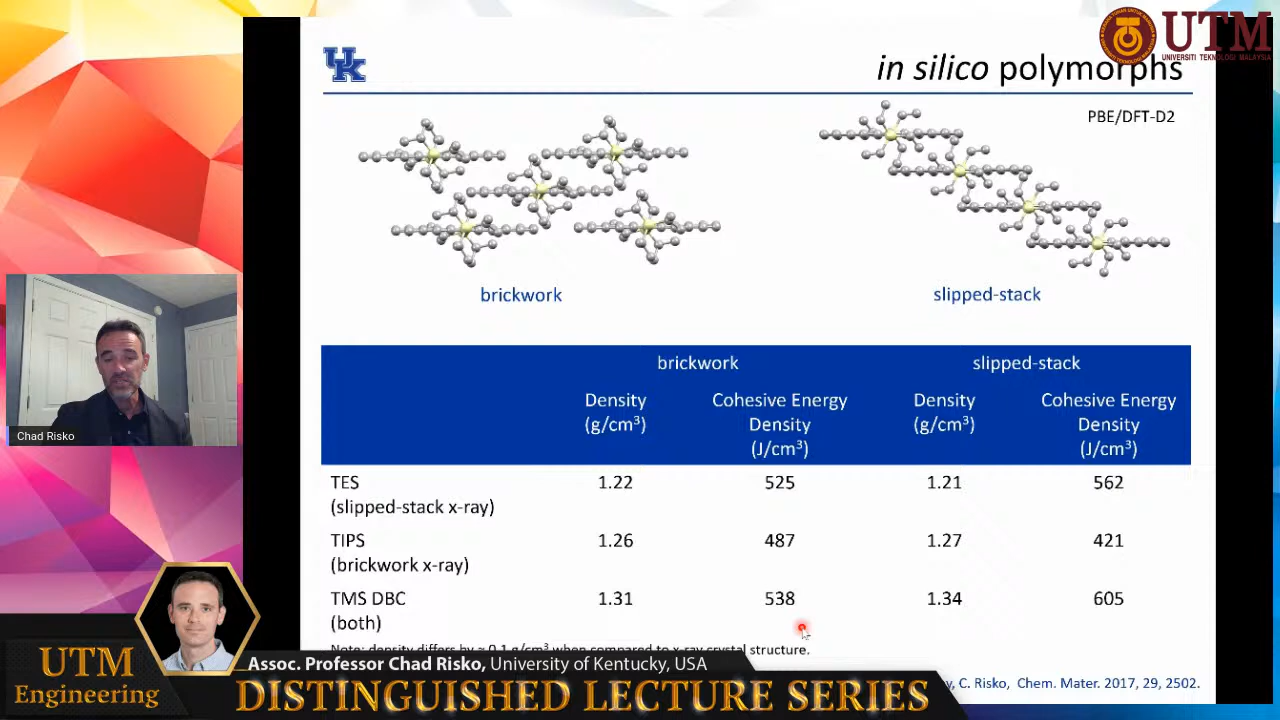 UK
in silico polymorphs
UTM
UNIVERSITI TEKNOLOGI MALAYSIA
PBE/DFT-D2
brickwork
slipped-stack
brickwork slipped-stack
Density (g/cm³) Cohesive Energy Density (J/cm³) Density (g/cm³) Cohesive Energy Density (J/cm³)
TES 1.22 525 1.21 562
(slipped-stack x-ray)
TIPS 1.26 487 1.27 421
(brickwork x-ray)
TMS DBC 1.31 538 1.34 605
(both)
Note: density differs by ≈ 0.1 g/cm³ when compared to x-ray crystal structure.
C. Risko, Chem. Mater. 2017, 29, 2502.
Chad Risko
UTM
Engineering
Assoc. Professor Chad Risko, University of Kentucky, USA
DISTINGUISHED LECTURE SERIES